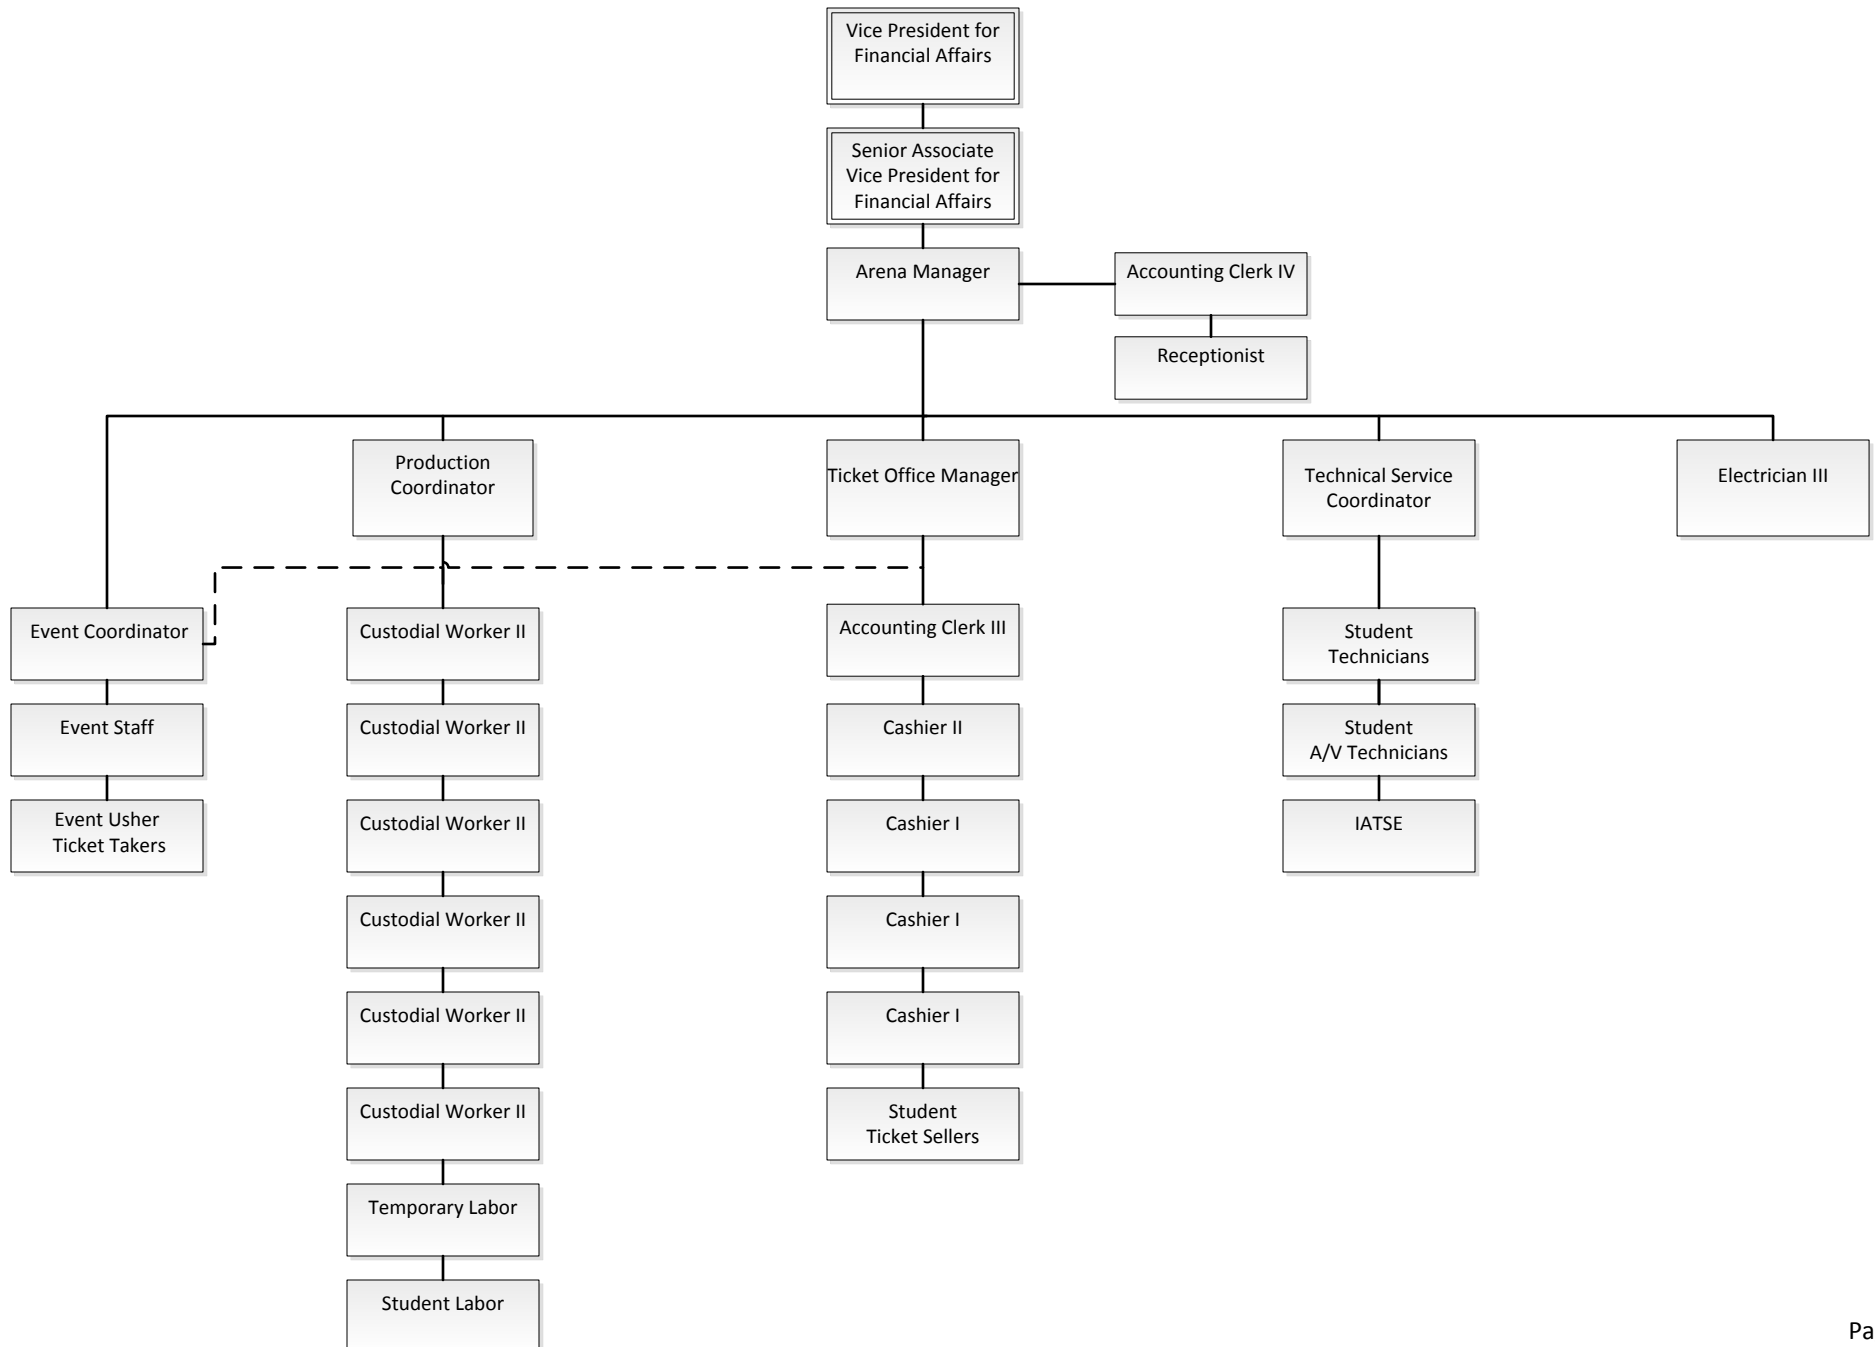 Vice President for
Financial Affairs
Senior Associate
Vice President for
Financial Affairs
Arena Manager
Accounting Clerk IV
Receptionist
Production
Coordinator
Ticket Office Manager
Technical Service
Coordinator
Electrician III
Event Coordinator
Event Staff
Event Usher
Ticket Takers
Custodial Worker II
Custodial Worker II
Custodial Worker II
Custodial Worker II
Custodial Worker II
Custodial Worker II
Temporary Labor
Student Labor
Accounting Clerk III
Cashier II
Cashier I
Cashier I
Cashier I
Student
Ticket Sellers
Student
Technicians
Student
A/V Technicians
IATSE
Pa